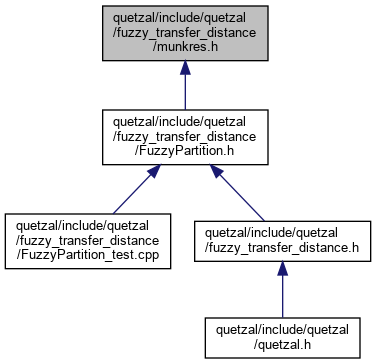 quetzal/include/quetzal
/fuzzy_transfer_distance
/munkres.h
quetzal/include/quetzal
/fuzzy_transfer_distance
/FuzzyPartition.h
quetzal/include/quetzal
/fuzzy_transfer_distance
/FuzzyPartition_test.cpp
quetzal/include/quetzal
/fuzzy_transfer_distance.h
quetzal/include/quetzal
/quetzal.h